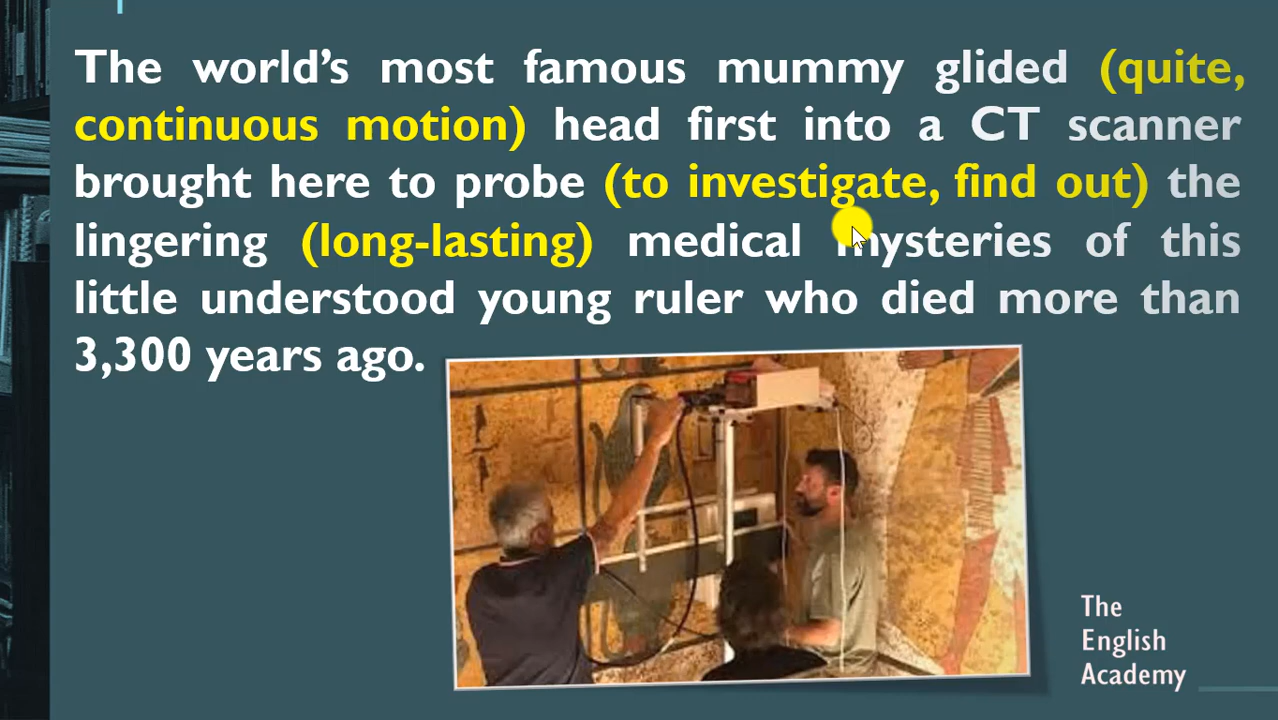 The world’s most famous mummy glided (quite,
continuous motion) head first into a CT scanner
brought here to probe (to investigate, find out) the
lingering (long-lasting) medical mysteries of this
little understood young ruler who died more than
3,300 years ago.
The
English
Academy